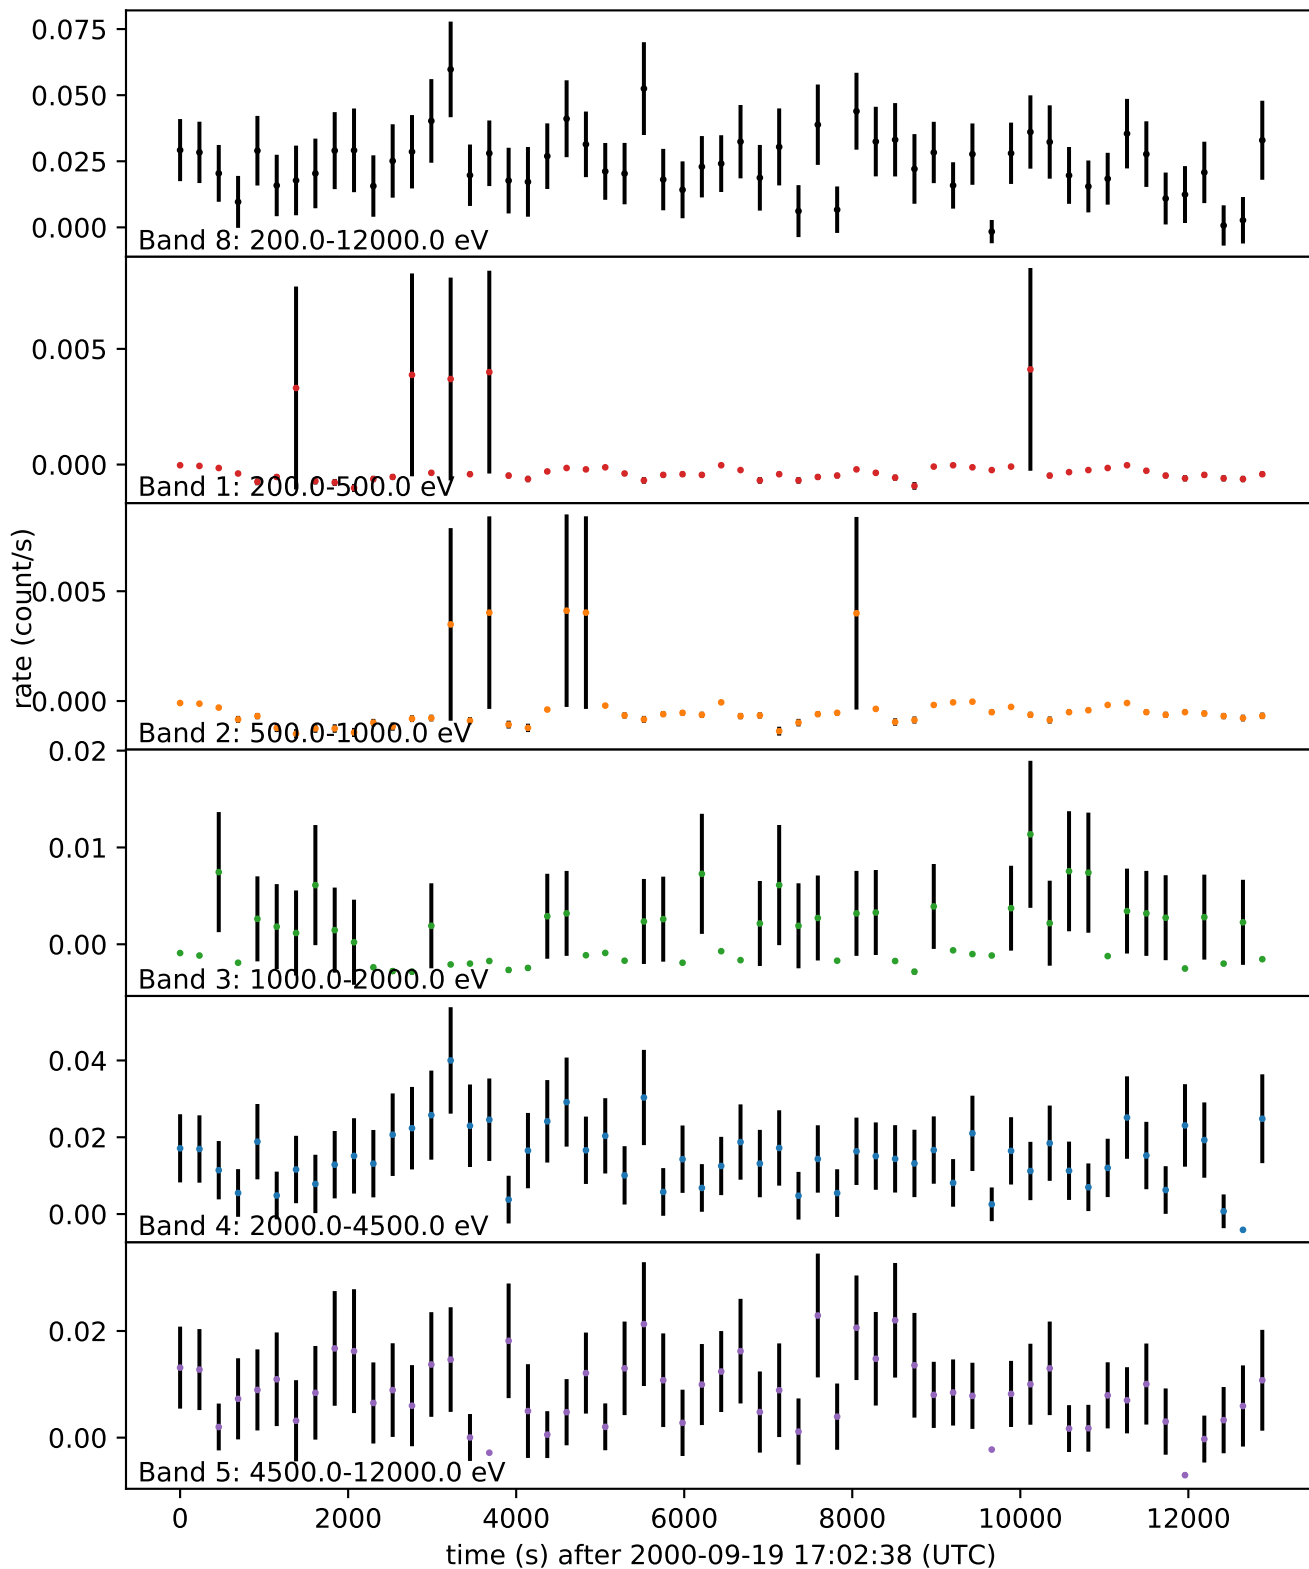 0.075
0.050
0.025
0.000
Band 8: 200.0-12000.0 eV
0.005
0.000
Band 1: 200.0-500.0 eV
rate (count/s)
0.005
0.000
Band 2: 500.0-1000.0 eV
0.02
0.01
0.00
Band 3: 1000.0-2000.0 eV
0.04
0.02
0.00
Band 4: 2000.0-4500.0 eV
0.02
0.00
Band 5: 4500.0-12000.0 eV
0 2000 4000 6000 8000 10000 12000
time (s) after 2000-09-19 17:02:38 (UTC)